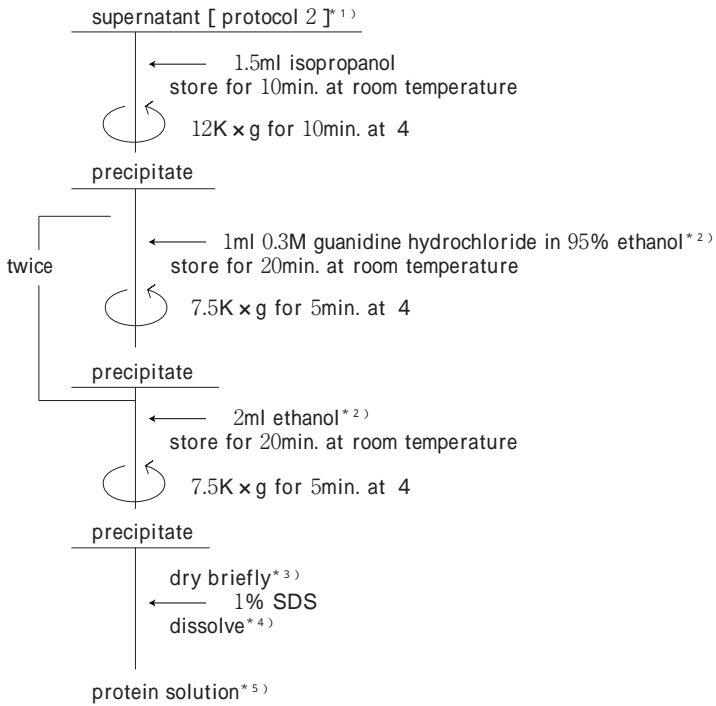 supernatant [ protocol 2 ]*1)
1.5ml isopropanol
store for 10min. at room temperature
12K×g for 10min. at 4
precipitate
1ml 0.3M guanidine hydrochloride in 95% ethanol*2)
twice
store for 20min. at room temperature
7.5K×g for 5min. at 4
precipitate
2ml ethanol*2)
store for 20min. at room temperature
7.5K×g for 5min. at 4
precipitate
dry briefly*3)
1% SDS
dissolve*4)
protein solution*5)